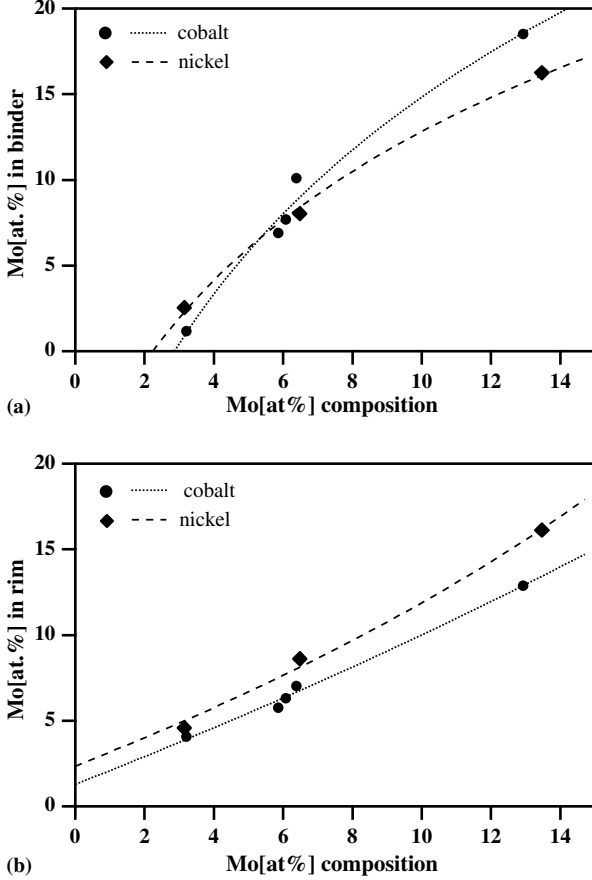 20
cobalt
nickel
15
Mo[at.%] in binder
10
5
0
0 2 4 6 8 10 12 14
(a)
Mo[at%] composition
20
cobalt
nickel
15
Mo[at.%] in rim
10
5
0
0 2 4 6 8 10 12 14
(b)
Mo[at%] composition